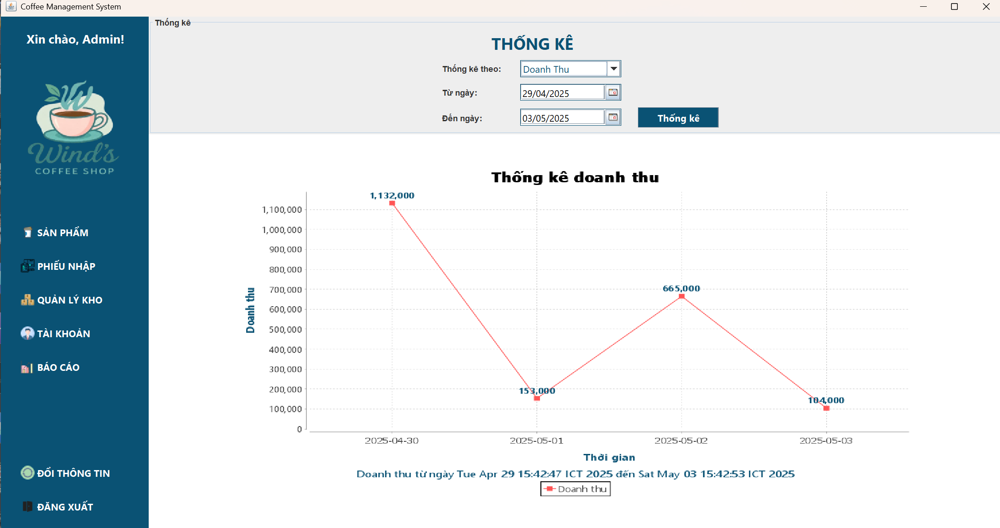 Coffee Management System
Xin chào, Admin!
Wind's
COFFEE SHOP
SẢN PHẨM
PHIẾU NHẬP
QUẢN LÝ KHO
TÀI KHOẢN
BÁO CÁO
ĐỔI THÔNG TIN
ĐĂNG XUẤT
Thống kê
THỐNG KÊ
Thống kê theo: Doanh Thu
Từ ngày: 29/04/2025
Đến ngày: 03/05/2025 Thống kê
Thống kê doanh thu
1,132,000
153,000
665,000
104,000
Doanh thu
1,100,000
1,000,000
900,000
800,000
700,000
600,000
500,000
400,000
300,000
200,000
100,000
0
2025-04-30 2025-05-01 2025-05-02 2025-05-03
Thời gian
Doanh thu từ ngày Tue Apr 29 15:42:47 ICT 2025 đến Sat May 03 15:42:53 ICT 2025
Doanh thu